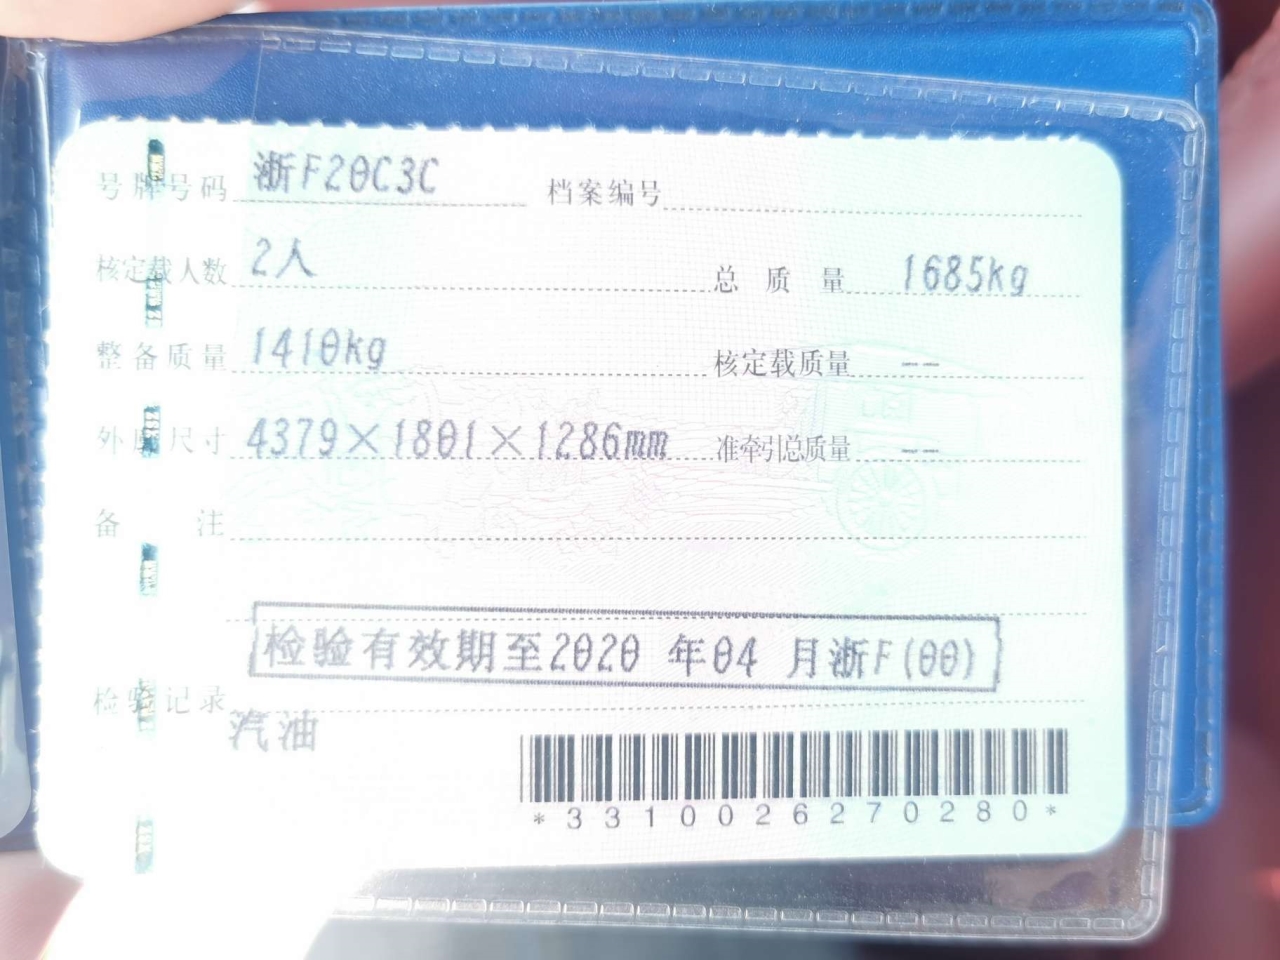 号牌号码 浙F20C3C 档案编号
核定载人数 2人 总质量 1685kg
整备质量 1410kg 核定载质量 --
外廓尺寸 4379×1801×1286mm 准牵引总质量 --
备注
检验有效期至2020 年04 月浙F(00)
检验记录
汽油
*3310026270280*